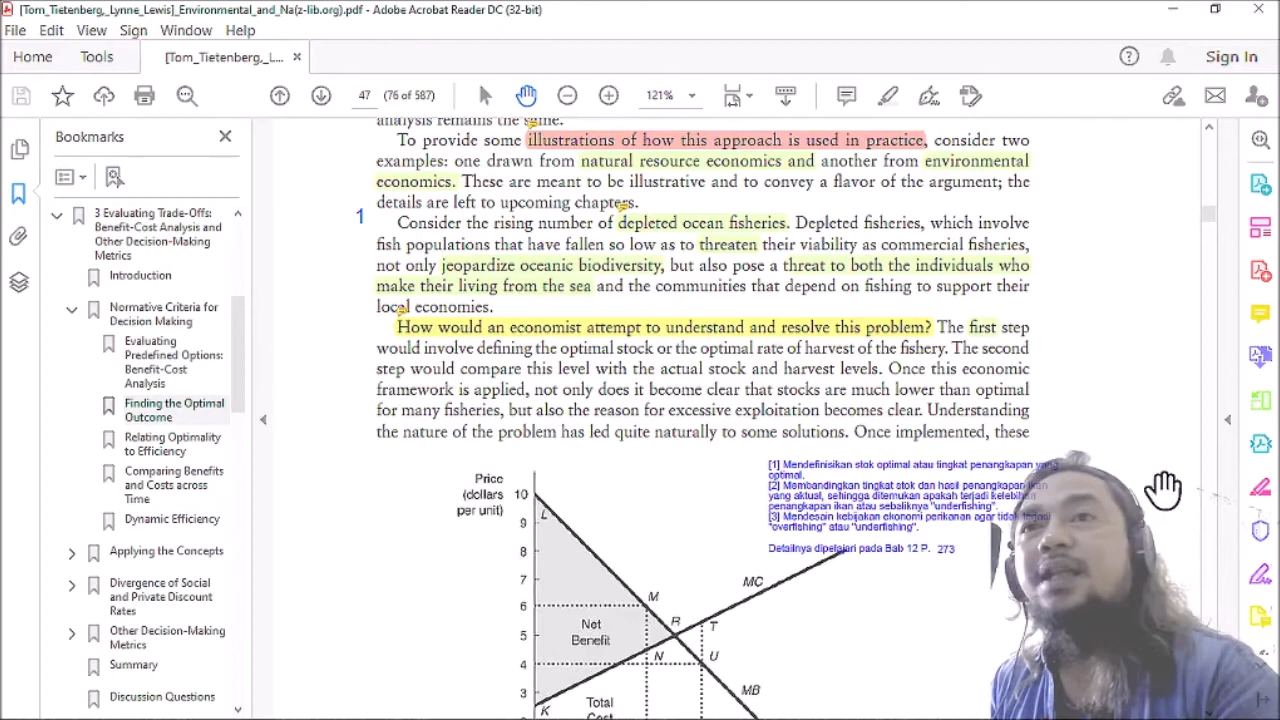 [Tom_Tietenberg,_Lynne_Lewis]_Environmental_and_Na(z-lib.org).pdf - Adobe Acrobat Reader DC (32-bit)
File Edit View Sign Window Help
Home Tools [Tom_Tietenberg,_L... Sign In
47 (76 of 587) 121%
Bookmarks
3 Evaluating Trade-Offs:
Benefit-Cost Analysis and
Other Decision-Making
Metrics
Introduction
Normative Criteria for
Decision Making
Evaluating
Predefined Options:
Benefit-Cost
Analysis
Finding the Optimal
Outcome
Relating Optimality
to Efficiency
Comparing Benefits
and Costs across
Time
Dynamic Efficiency
Applying the Concepts
Divergence of Social
and Private Discount
Rates
Other Decision-Making
Metrics
Summary
Discussion Questions
analysis remains the same.
To provide some illustrations of how this approach is used in practice, consider two
examples: one drawn from natural resource economics and another from environmental
economics. These are meant to be illustrative and to convey a flavor of the argument; the
details are left to upcoming chapters.
1
Consider the rising number of depleted ocean fisheries. Depleted fisheries, which involve
fish populations that have fallen so low as to threaten their viability as commercial fisheries,
not only jeopardize oceanic biodiversity, but also pose a threat to both the individuals who
make their living from the sea and the communities that depend on fishing to support their
local economies.
How would an economist attempt to understand and resolve this problem? The first step
would involve defining the optimal stock or the optimal rate of harvest of the fishery. The second
step would compare this level with the actual stock and harvest levels. Once this economic
framework is applied, not only does it become clear that stocks are much lower than optimal
for many fisheries, but also the reason for excessive exploitation becomes clear. Understanding
the nature of the problem has led quite naturally to some solutions. Once implemented, these
[1] Mendefinisikan stok optimal atau tingkat penangkapan yang
optimal.
[2] Membandingkan tingkat stok dan hasil penangkapan ikan
yang aktual, sehingga ditemukan apakah terjadi kelebihan
penangkapan ikan atau sebaliknya "underfishing".
[3] Mendesain kebijakan ekonomi perikanan agar tidak terjadi
"overfishing" atau "underfishing".
Detailnya dipelajari pada Bab 12 P. 273
Price
(dollars
per unit)
10
9
8
7
6
5
4
3
L
M
R
T
N
U
K
MC
MB
Net
Benefit
Total
Cost